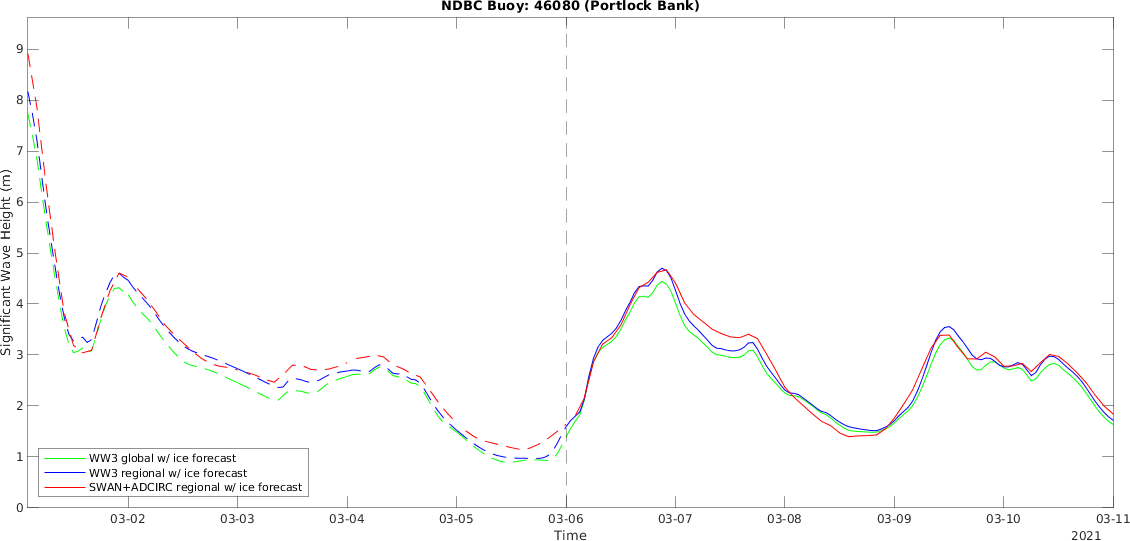 NDBC Buoy: 46080 (Portlock Bank)
9
8
7
6
5
4
3
2
1
0
Significant Wave Height (m)
WW3 global w/ ice forecast
WW3 regional w/ ice forecast
SWAN+ADCIRC regional w/ ice forecast
03-02 03-03 03-04 03-05 03-06 03-07 03-08 03-09 03-10 03-11
Time
2021